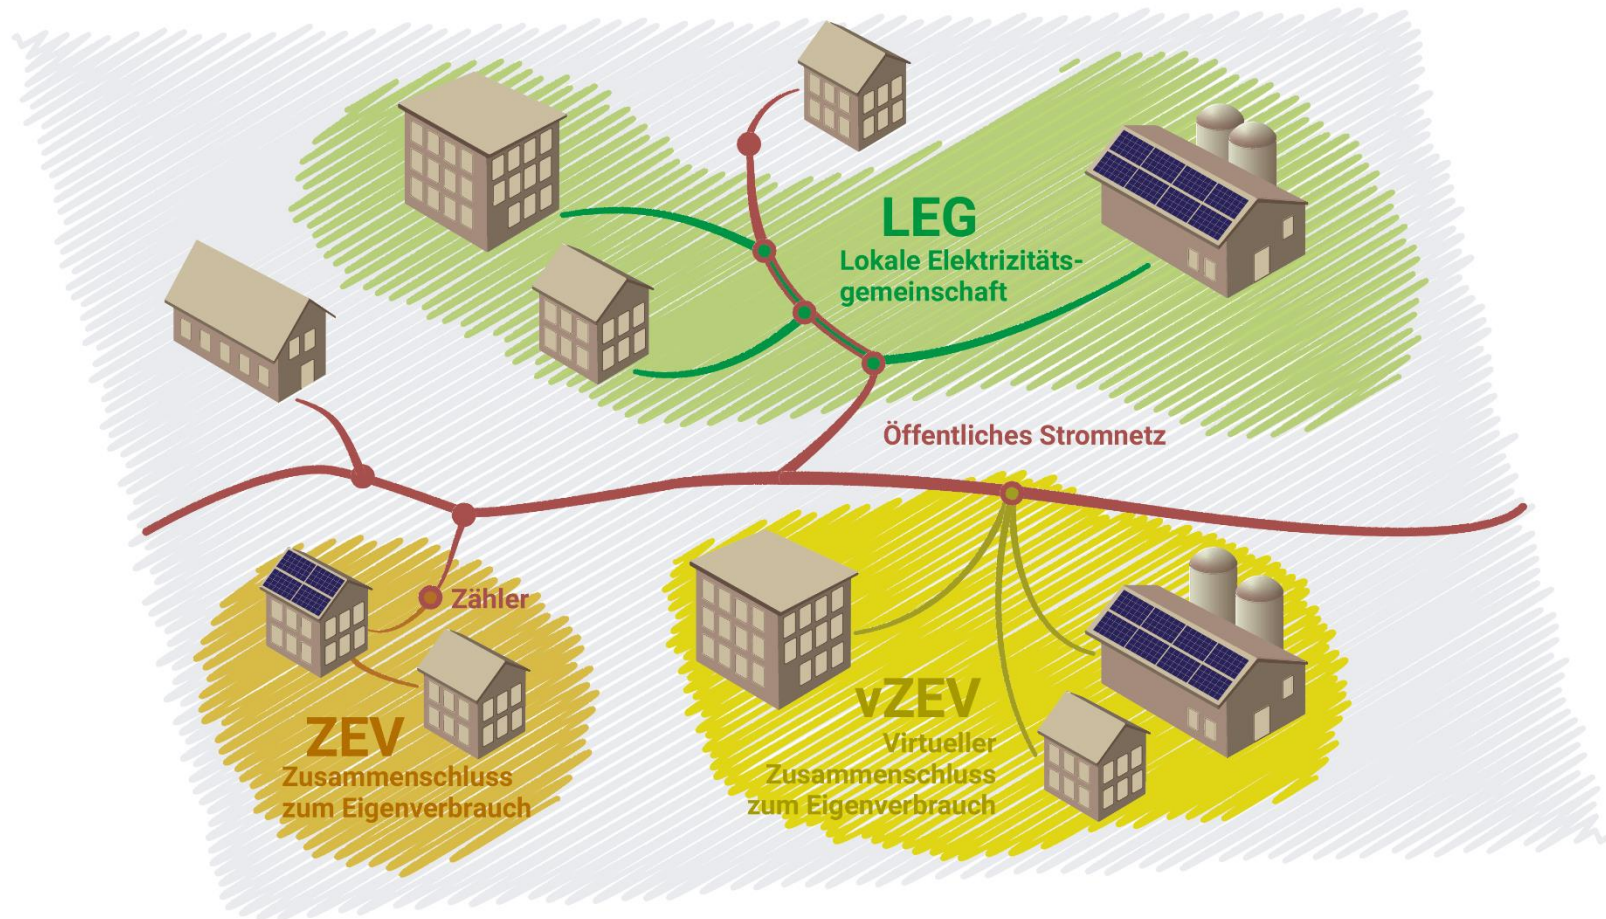 LEG
Lokale Elektrizitäts-
gemeinschaft
Öffentliches Stromnetz
Zähler
ZEV
Zusammenschluss
zum Eigenverbrauch
vZEV
Virtueller
Zusammenschluss
zum Eigenverbrauch